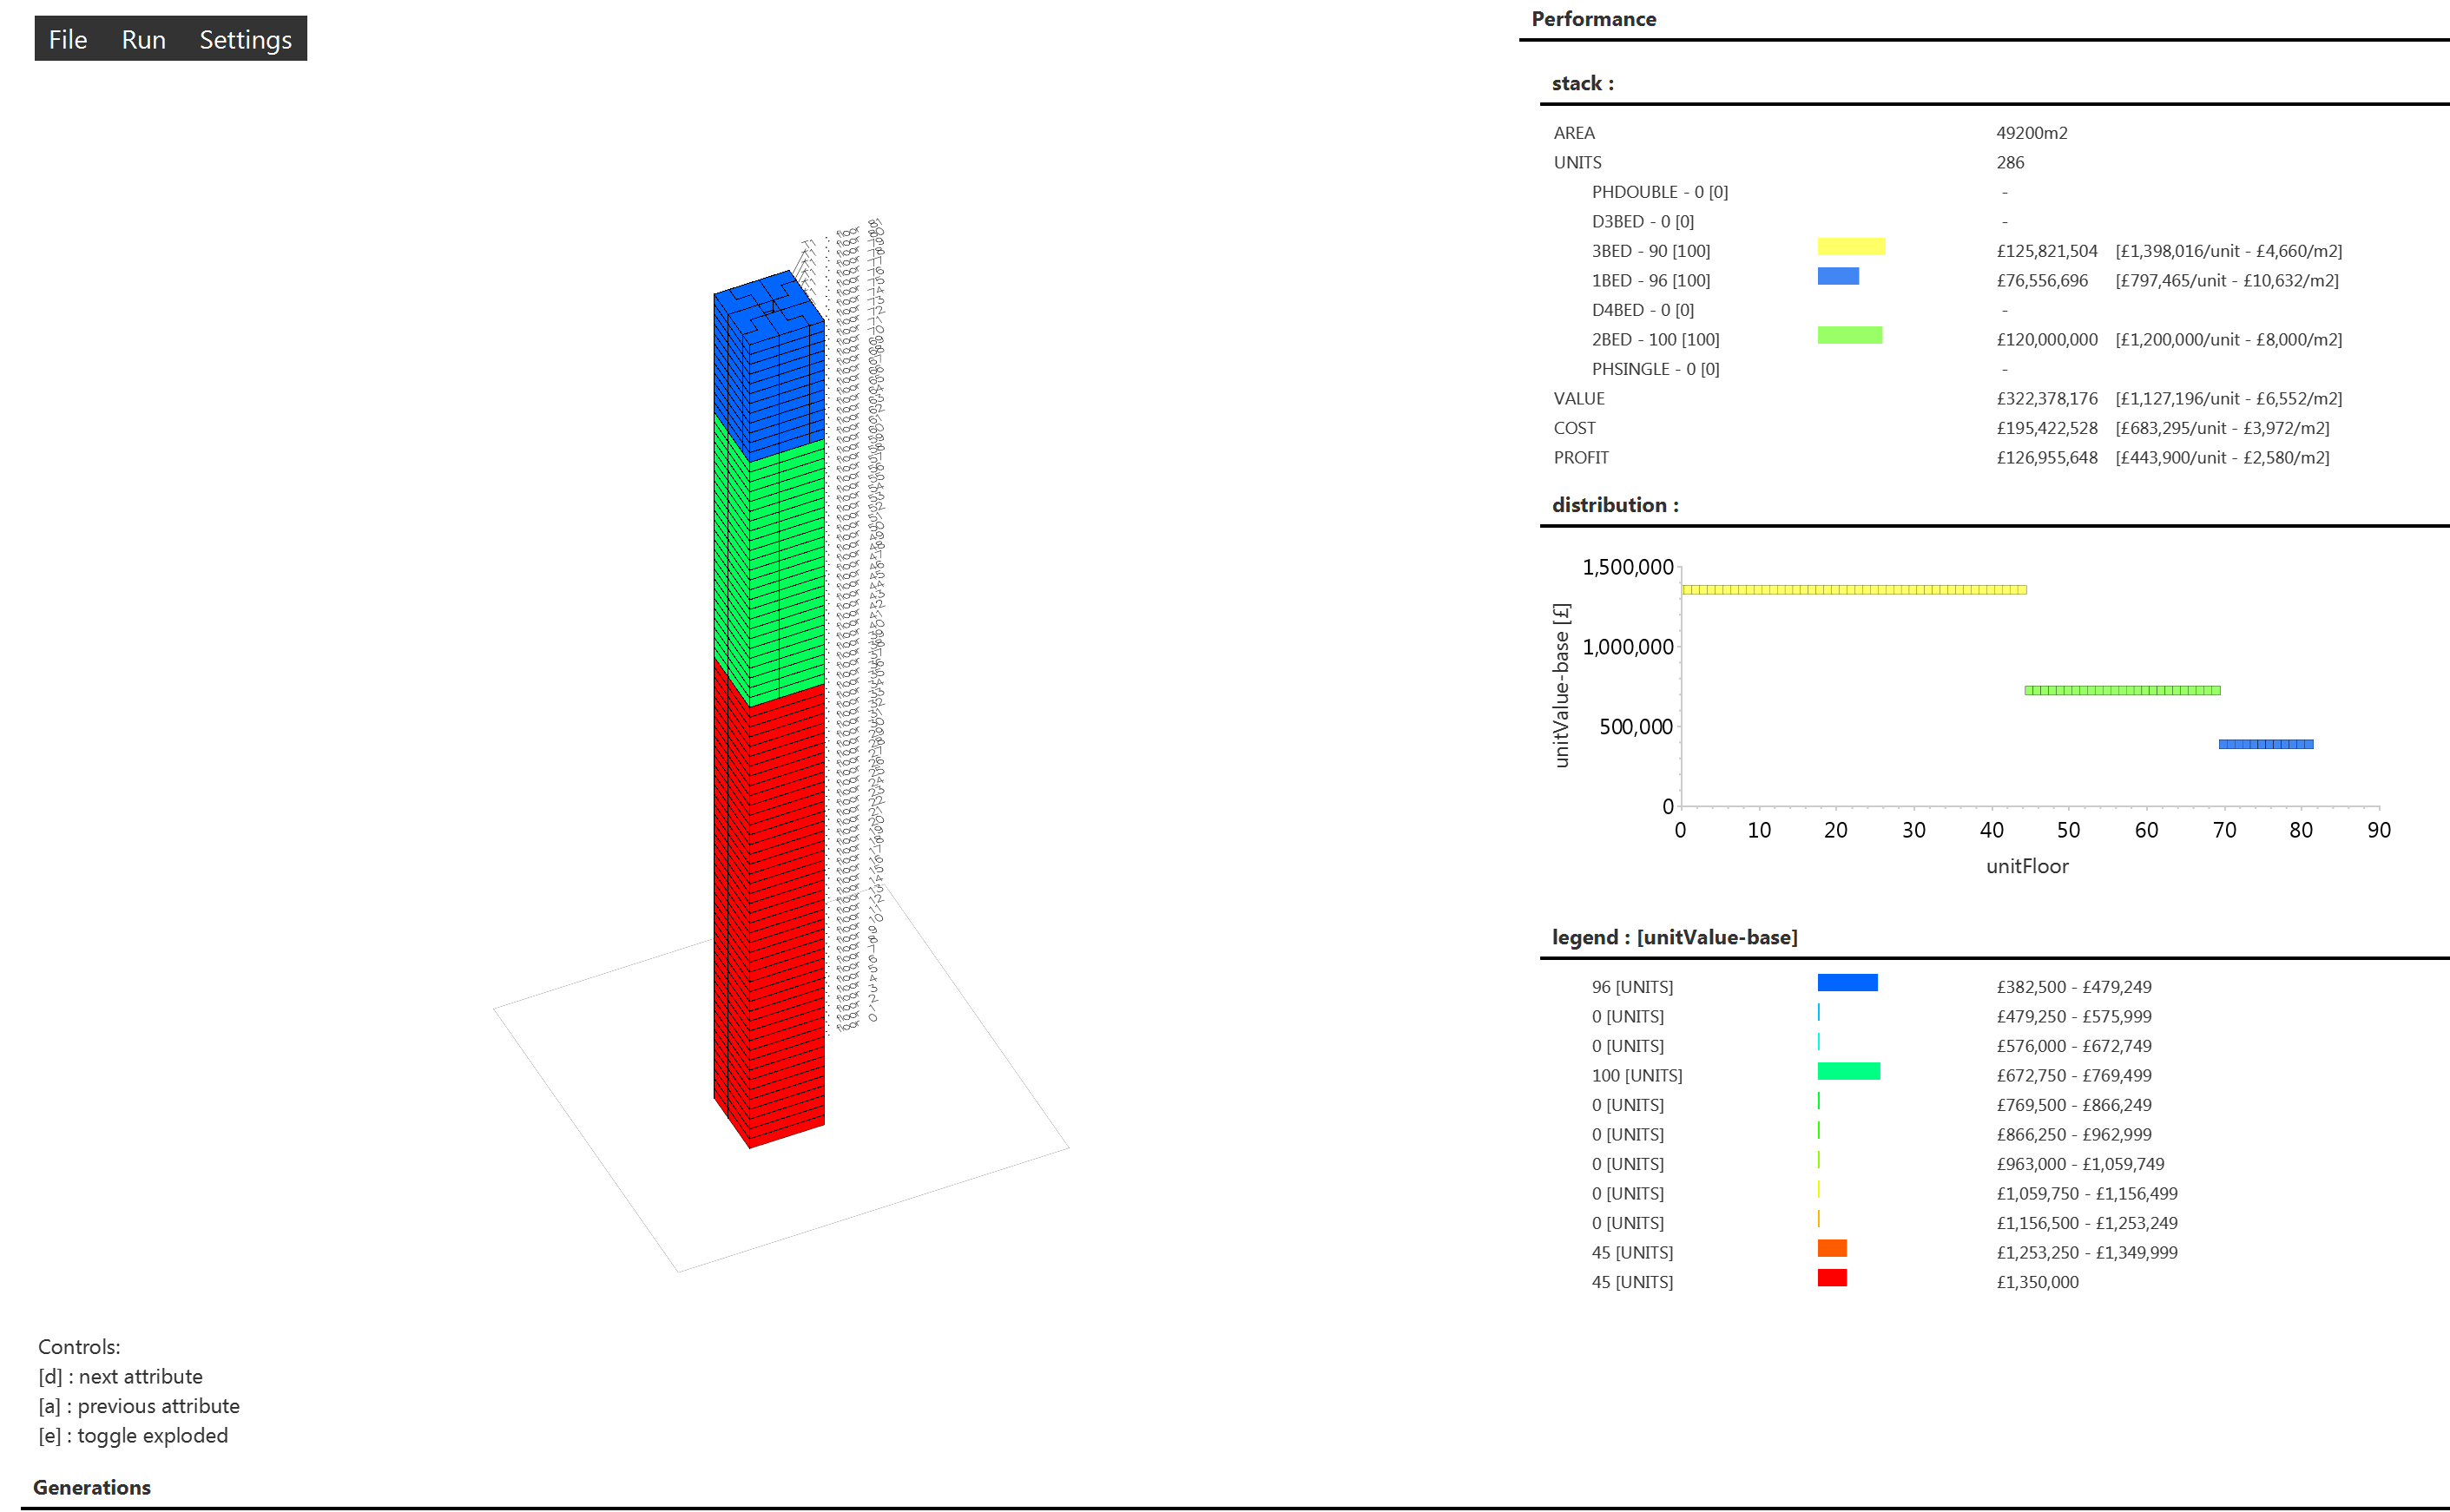 File Run Settings
Performance
stack :
AREA 49200m2
UNITS 286
PHDOUBLE - 0 [0] -
D3BED - 0 [0] -
3BED - 90 [100] £125,821,504 [£1,398,016/unit - £4,660/m2]
1BED - 96 [100] £76,556,696 [£797,465/unit - £10,632/m2]
D4BED - 0 [0] -
2BED - 100 [100] £120,000,000 [£1,200,000/unit - £8,000/m2]
PHSINGLE - 0 [0] -
VALUE £322,378,176 [£1,127,196/unit - £6,552/m2]
COST £195,422,528 [£683,295/unit - £3,972/m2]
PROFIT £126,955,648 [£443,900/unit - £2,580/m2]
distribution :
1,500,000
1,000,000
500,000
0
unitValue-base [£]
0 10 20 30 40 50 60 70 80 90
unitFloor
legend : [unitValue-base]
96 [UNITS] £382,500 - £479,249
0 [UNITS] £479,250 - £575,999
0 [UNITS] £576,000 - £672,749
100 [UNITS] £672,750 - £769,499
0 [UNITS] £769,500 - £866,249
0 [UNITS] £866,250 - £962,999
0 [UNITS] £963,000 - £1,059,749
0 [UNITS] £1,059,750 - £1,156,499
0 [UNITS] £1,156,500 - £1,253,249
45 [UNITS] £1,253,250 - £1,349,999
45 [UNITS] £1,350,000
Controls:
[d] : next attribute
[a] : previous attribute
[e] : toggle exploded
Generations